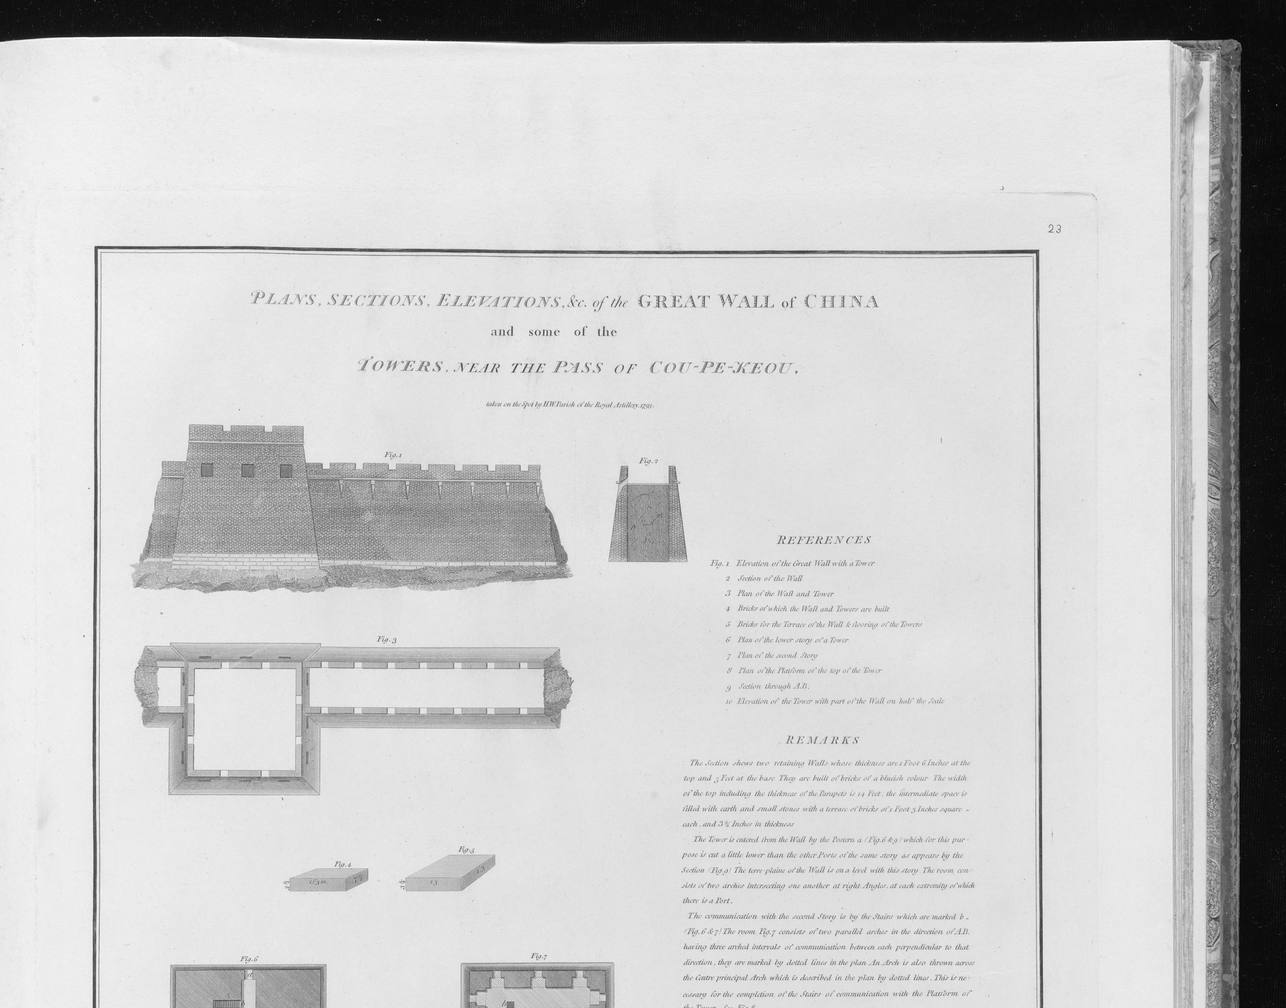 23
PLANS, SECTIONS, ELEVATIONS, &c. of the GREAT WALL of CHINA
and some of the
TOWERS, NEAR THE PASS OF COU-PE-KEOU.
taken on the Spot by H.W. Parish of the Royal Artillery.
Fig.1
Fig.2
REFERENCES
Fig. 1 Elevation of the Great Wall with a Tower
2 Section of the Wall
3 Plan of the Wall and Tower
4 Bricks of which the Wall and Towers are built
5 Bricks for the Terrace of the Wall & flooring of the Towers
6 Plan of the lower story of a Tower
7 Plan of the second Story
8 Plan of the Platform of the top of the Tower
9 Section through A.B.
10 Elevation of the Tower with part of the Wall on half the Scale
Fig.3
REMARKS
The Section shews two retaining Walls whose thickness are 1 Foot 6 Inches at the
top and 5 Feet at the base They are built of bricks of a blueish colour The width
of the top including the thickness of the Parapets is 14 Feet, the intermediate space is
filled with earth and small stones with a terrace of bricks of 1 Foot 3 Inches square
each, and 3¾ Inches in thickness
The Tower is entered from the Wall by the Postern a (Fig.6 & 9) which for this pur-
pose is cut a little lower than the other Ports of the same story as appears by the
Section (Fig.9) The terre-plaine of the Wall is on a level with this story. The room con-
sists of two arches intersecting one another at right Angles, at each extremity of which
there is a Port.
The communication with the second Story is by the Stairs which are marked b.
(Fig. 6 & 7) The room Fig.7 consists of two parallel arches in the direction of A.B.
having three arched intervals of communication between each perpendicular to that
direction, they are marked by dotted lines in the plan An Arch is also thrown across
the Centre principal Arch which is described in the plan by dotted lines. This is ne-
cessary for the completion of the Stairs of communication with the Platform of
Fig.4
Fig.5
Fig.6
Fig.7